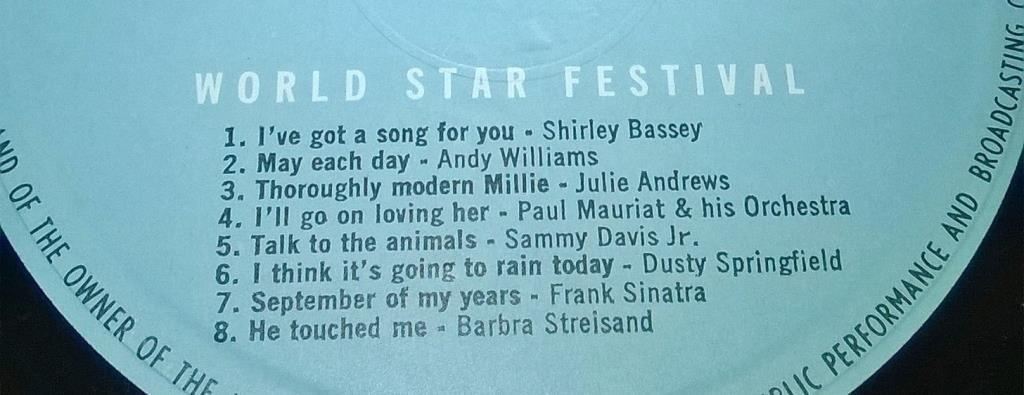 WORLD STAR FESTIVAL
1. I've got a song for you - Shirley Bassey
2. May each day - Andy Williams
3. Thoroughly modern Millie - Julie Andrews
4. I'll go on loving her - Paul Mauriat & his Orchestra
5. Talk to the animals - Sammy Davis Jr.
6. I think it's going to rain today - Dusty Springfield
7. September of my years - Frank Sinatra
8. He touched me - Barbra Streisand
OF THE OWNER OF THE
PERFORMANCE AND BROADCASTING